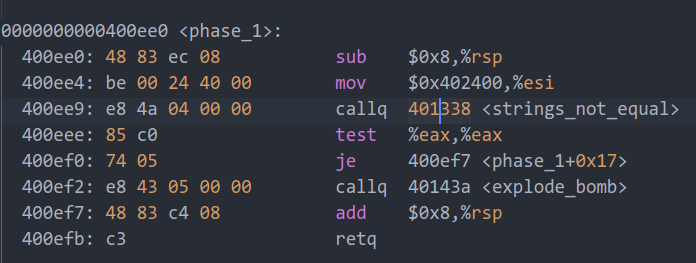 0000000000400ee0 <phase_1>:
400ee0: 48 83 ec 08 sub $0x8,%rsp
400ee4: be 00 24 40 00 mov $0x402400,%esi
400ee9: e8 4a 04 00 00 callq 401338 <strings_not_equal>
400eee: 85 c0 test %eax,%eax
400ef0: 74 05 je 400ef7 <phase_1+0x17>
400ef2: e8 43 05 00 00 callq 40143a <explode_bomb>
400ef7: 48 83 c4 08 add $0x8,%rsp
400efb: c3 retq